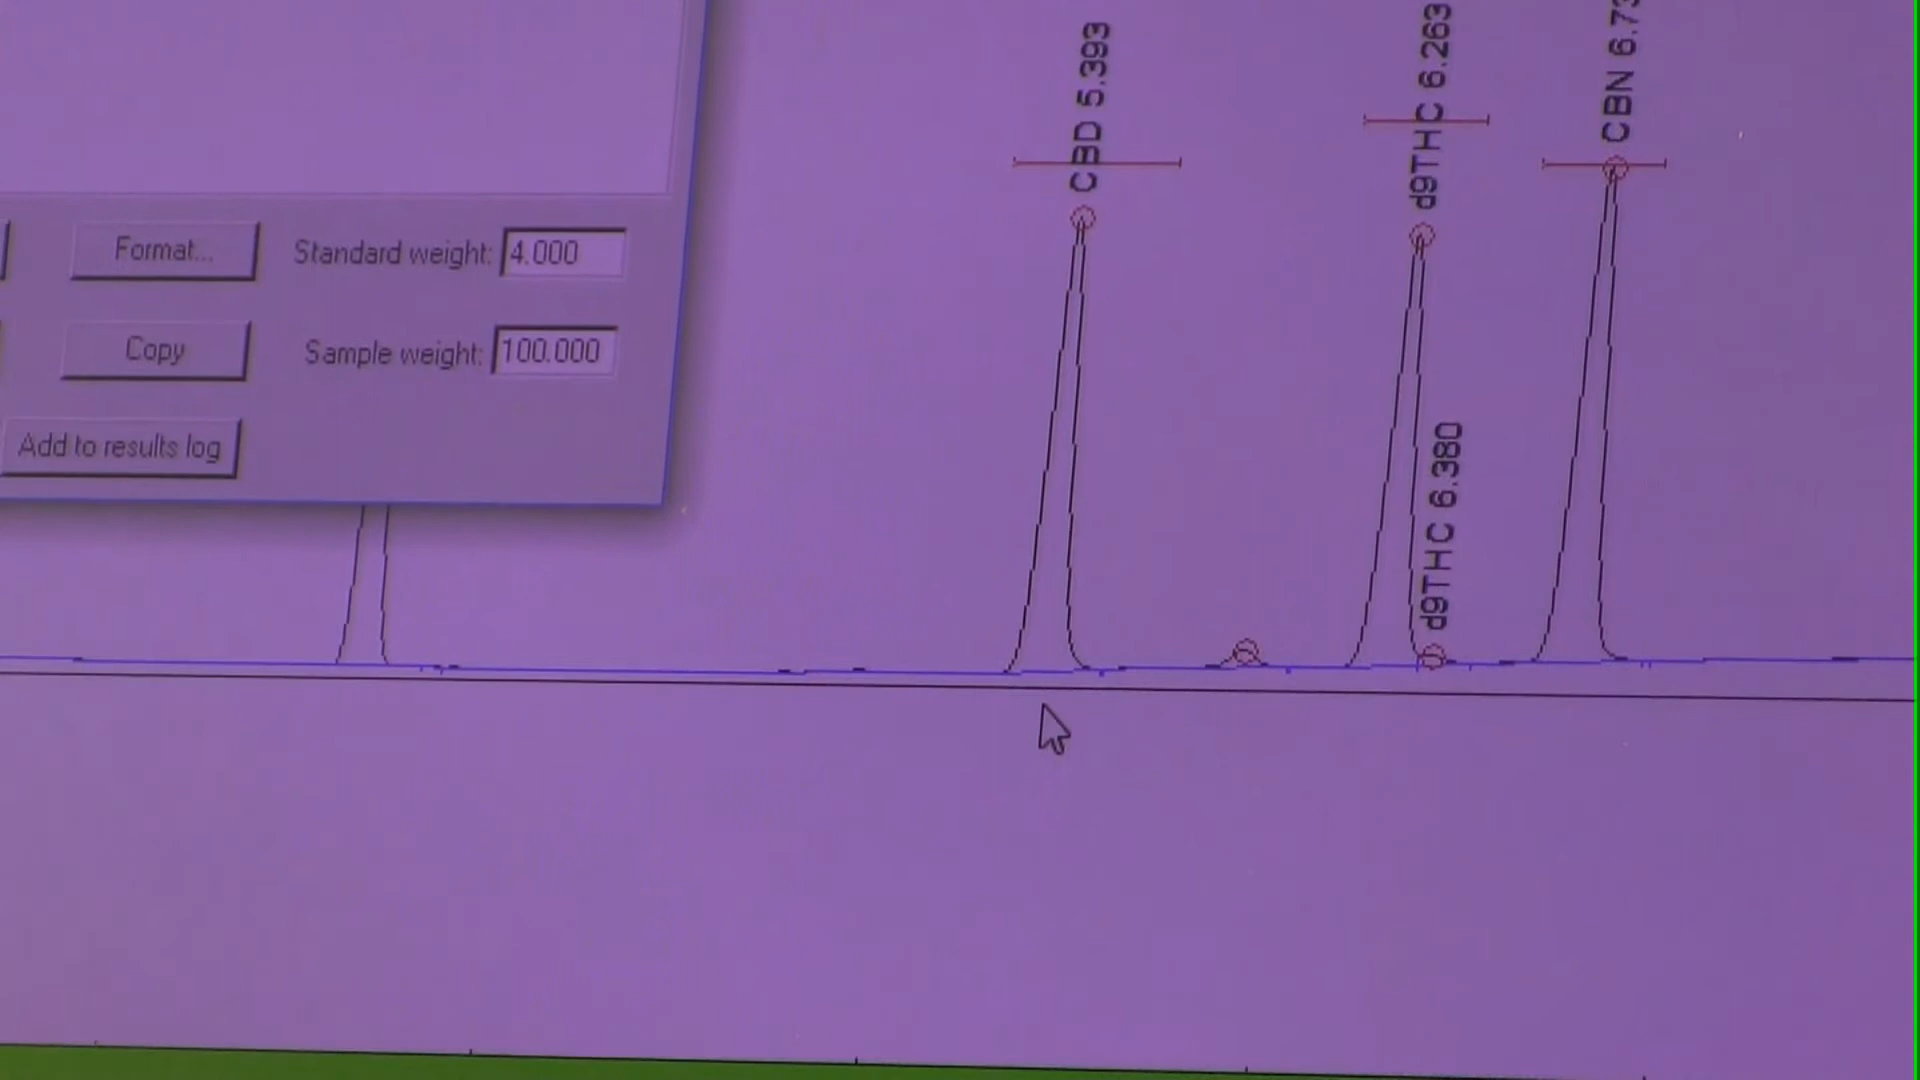 Format...
Standard weight: 4.000
Copy
Sample weight: 100.000
Add to results log
CBD 5.393
d9THC 6.263
d9THC 6.380
CBN